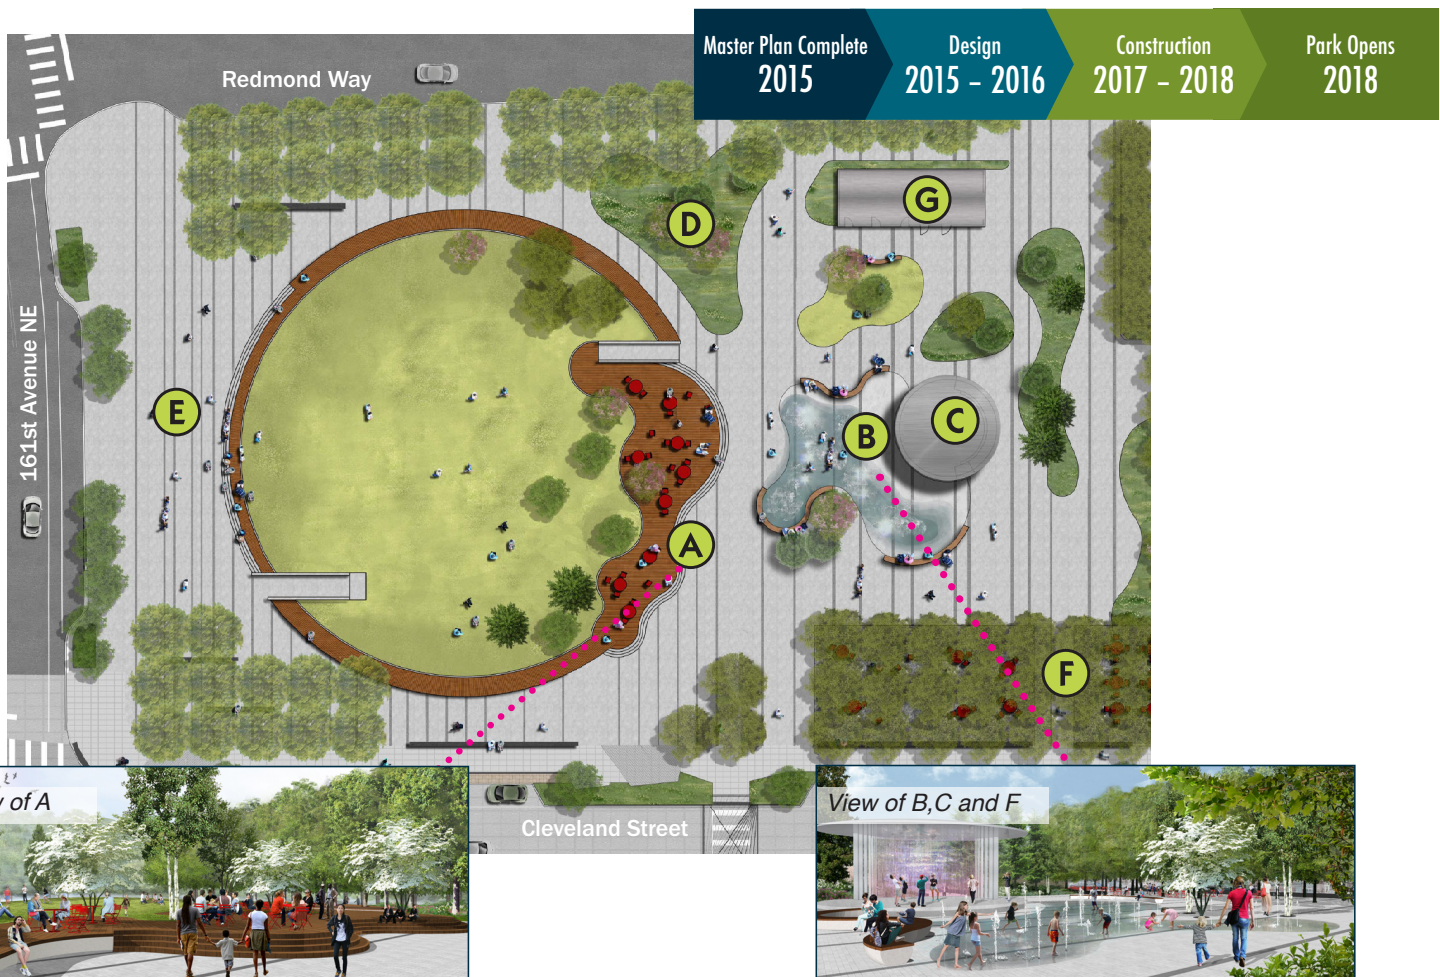 Master Plan Complete
2015
Design
2015 – 2016
Construction
2017 – 2018
Park Opens
2018
Redmond Way
161st Avenue NE
D
G
E
B
C
A
F
of A
Cleveland Street
View of B,C and F